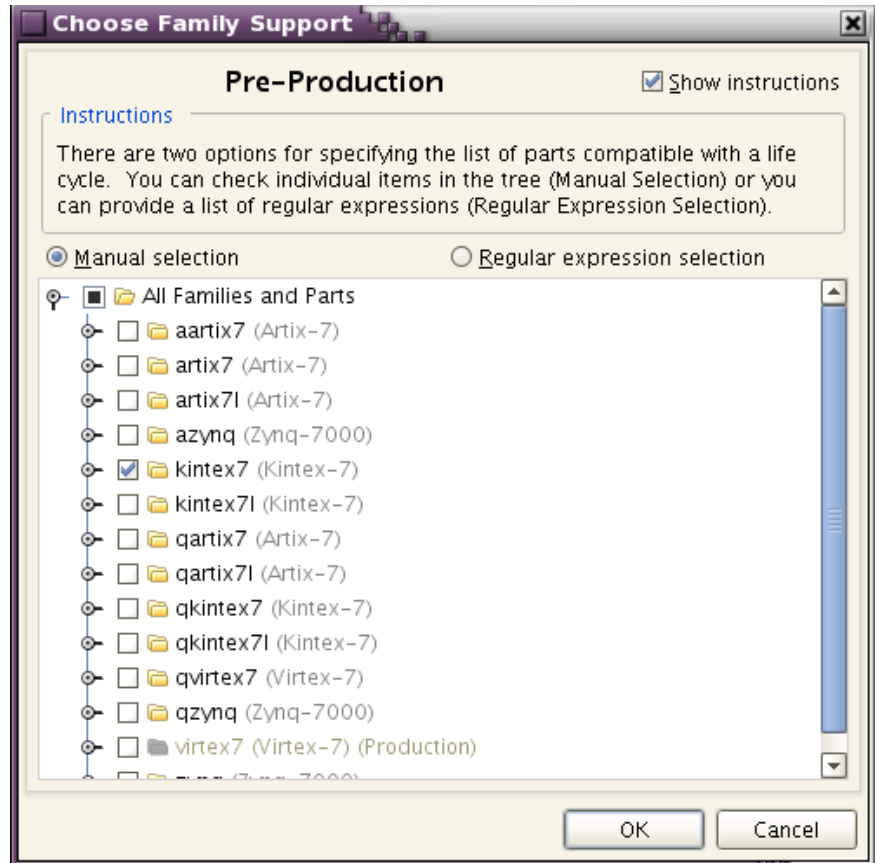 Choose Family Support
Pre-Production
Show instructions
Instructions
There are two options for specifying the list of parts compatible with a life
cycle. You can check individual items in the tree (Manual Selection) or you
can provide a list of regular expressions (Regular Expression Selection).
Manual selection
Regular expression selection
All Families and Parts
aartix7 (Artix-7)
artix7 (Artix-7)
artix7l (Artix-7)
azynq (Zynq-7000)
kintex7 (Kintex-7)
kintex7l (Kintex-7)
qartix7 (Artix-7)
qartix7l (Artix-7)
qkintex7 (Kintex-7)
qkintex7l (Kintex-7)
qvirtex7 (Virtex-7)
qzynq (Zynq-7000)
virtex7 (Virtex-7) (Production)
zynq (Zynq-7000)
OK
Cancel